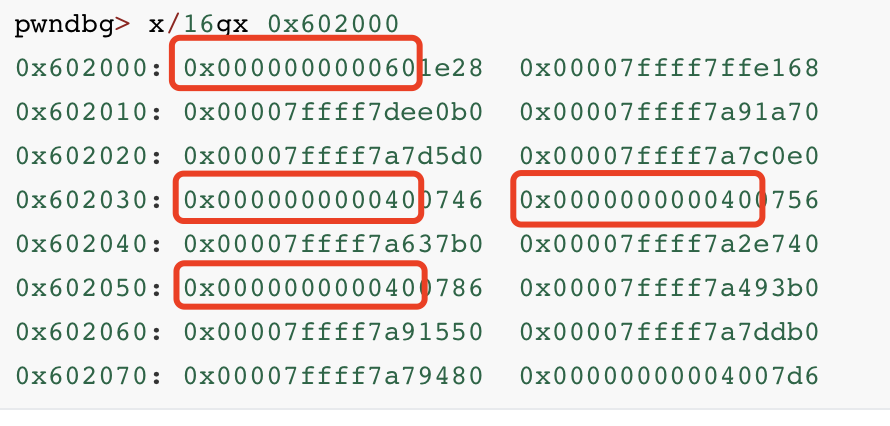 pwndbg> x/16gx 0x602000
0x602000: 0x0000000000601e28 0x00007ffff7ffe168
0x602010: 0x00007ffff7dee0b0 0x00007ffff7a91a70
0x602020: 0x00007ffff7a7d5d0 0x00007ffff7a7c0e0
0x602030: 0x0000000000400746 0x0000000000400756
0x602040: 0x00007ffff7a637b0 0x00007ffff7a2e740
0x602050: 0x0000000000400786 0x00007ffff7a493b0
0x602060: 0x00007ffff7a91550 0x00007ffff7a7ddb0
0x602070: 0x00007ffff7a79480 0x00000000004007d6